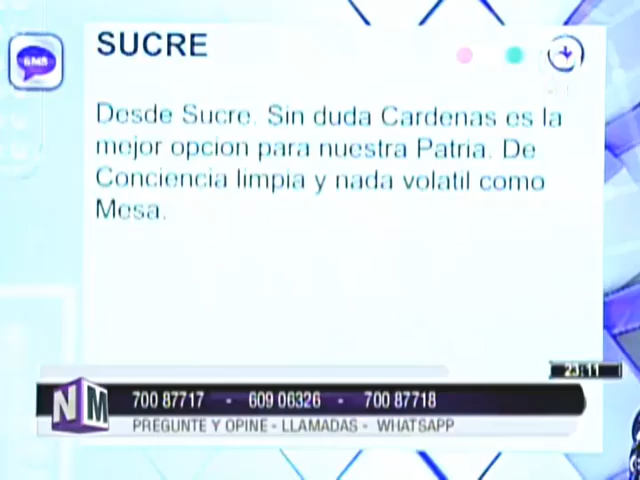 SUCRE
SMS
Desde Sucre. Sin duda Cardenas es la
mejor opcion para nuestra Patria. De
Conciencia limpia y nada volatil como
Mesa.
23:11
NM
700 87717 - 609 06326 - 700 87718
PREGUNTE Y OPINE - LLAMADAS - WHATSAPP